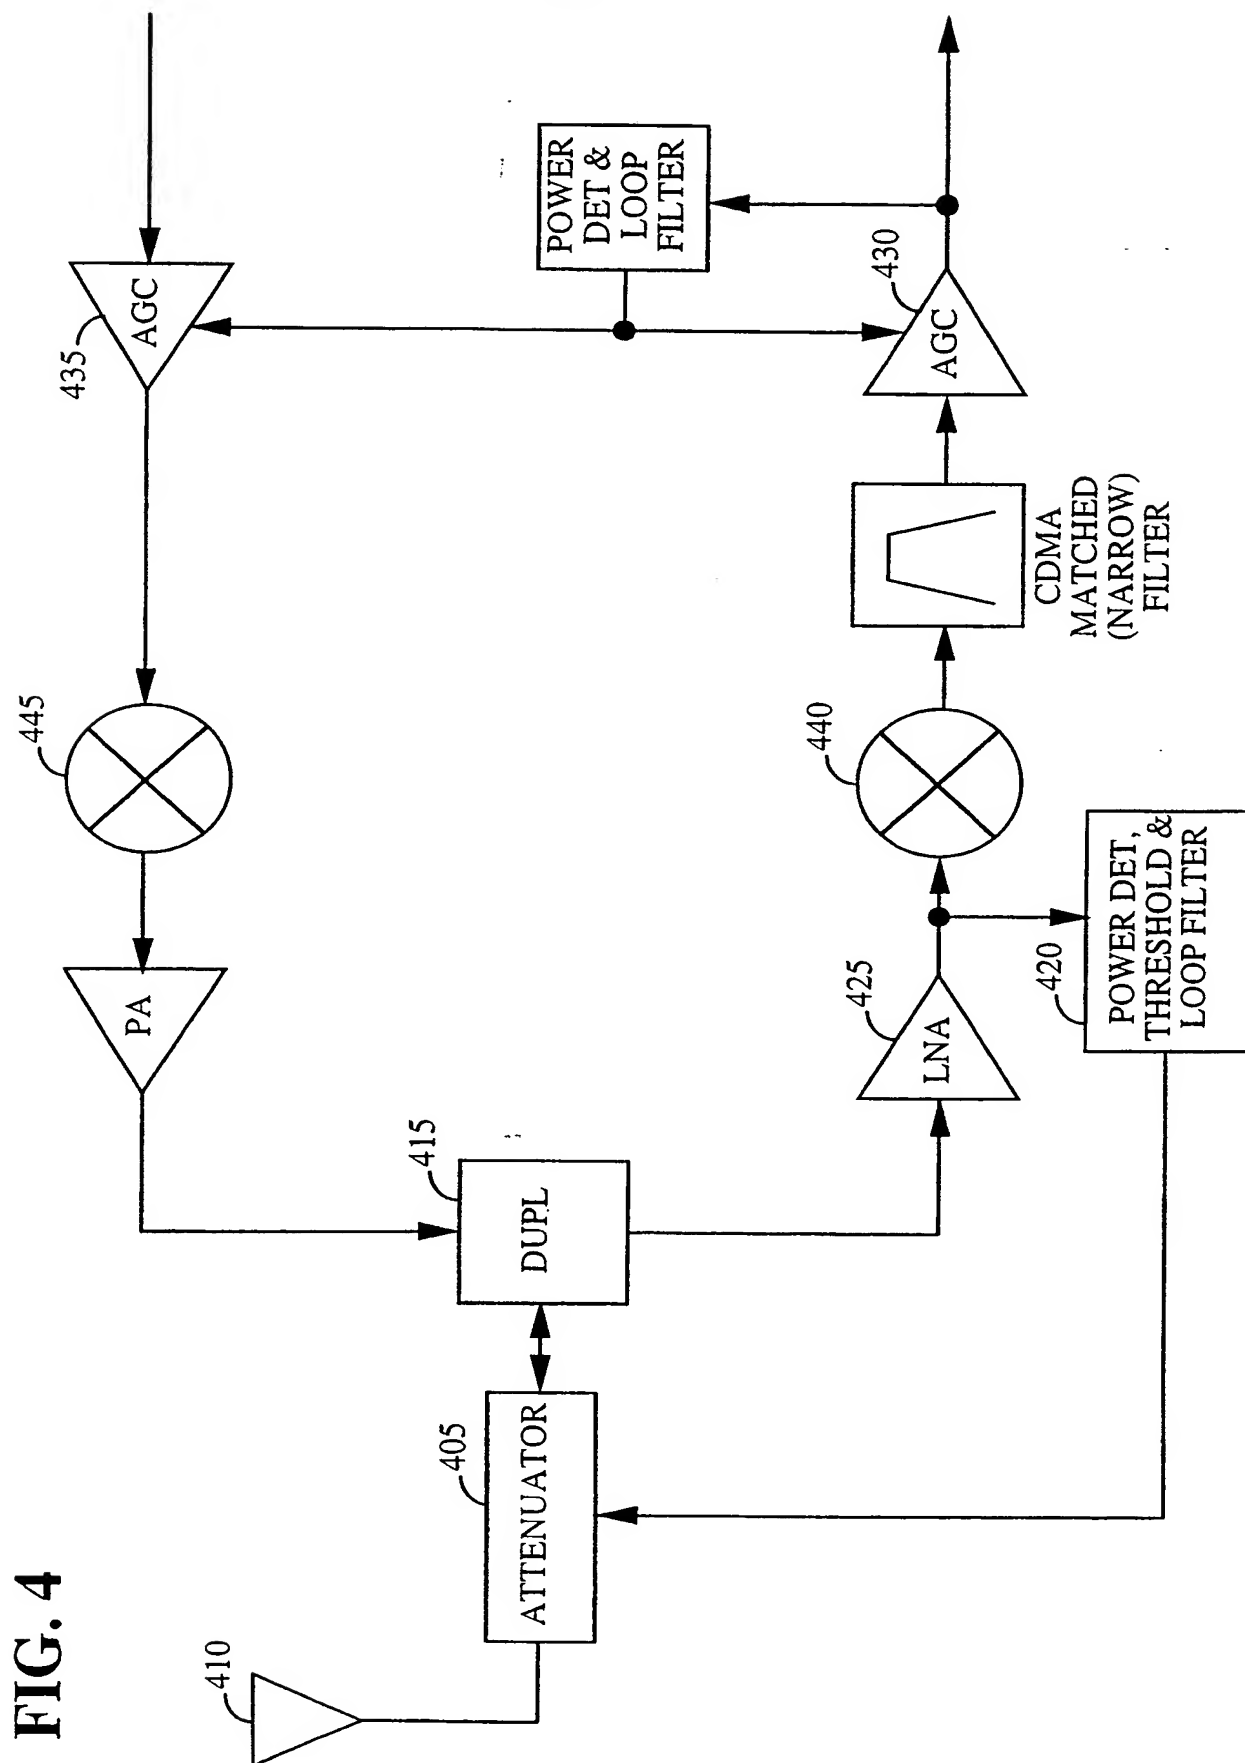 FIG. 4
410
405
ATTENUATOR
415
DUPL
PA
445
435
AGC
425
LNA
420
POWER DET,
THRESHOLD &
LOOP FILTER
440
CDMA
MATCHED
(NARROW)
FILTER
430
AGC
POWER
DET &
LOOP
FILTER